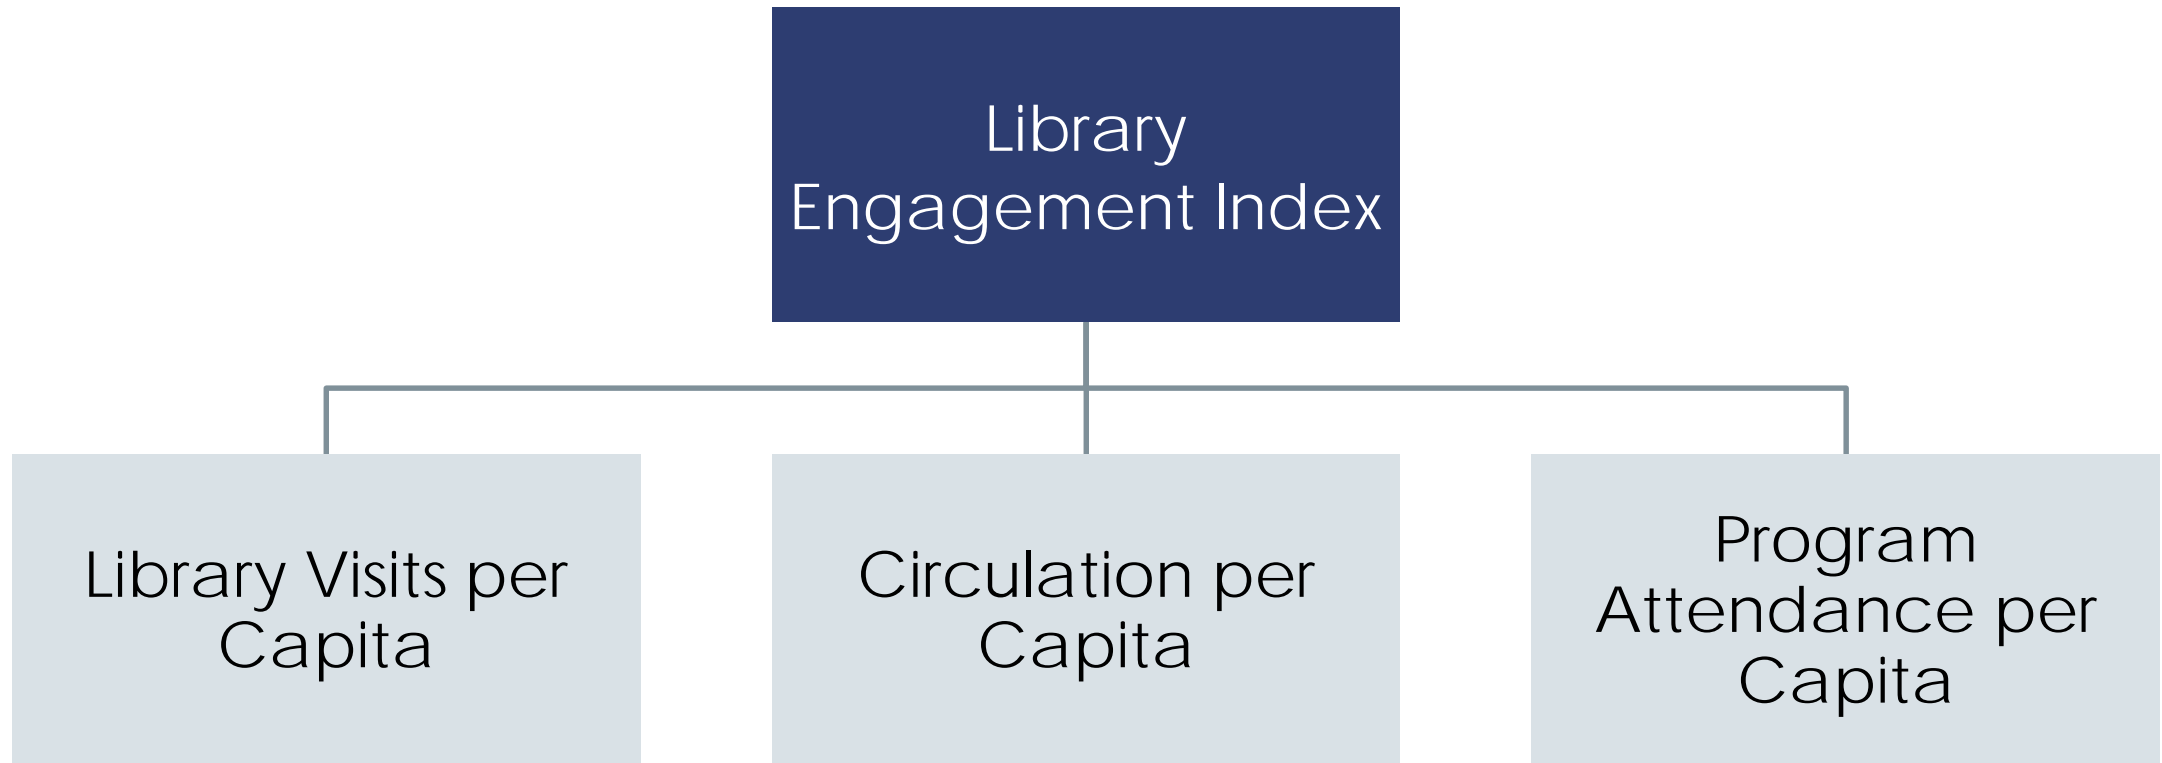 Library
Engagement Index
Library Visits per
Capita
Circulation per
Capita
Program
Attendance per
Capita